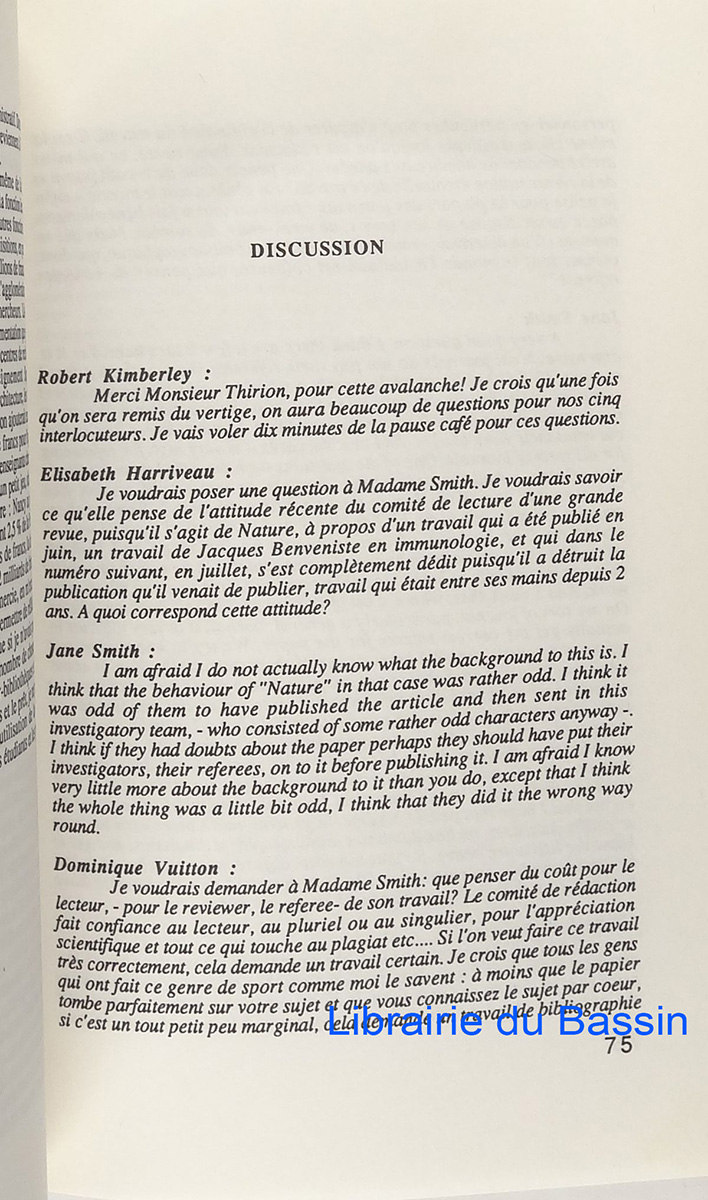 DISCUSSION
Robert Kimberley :
Merci Monsieur Thirion, pour cette avalanche! Je crois qu'une fois
qu'on sera remis du vertige, on aura beaucoup de questions pour nos cinq
interlocuteurs. Je vais voler dix minutes de la pause café pour ces questions.
Elisabeth Harriveau :
Je voudrais poser une question à Madame Smith. Je voudrais savoir
ce qu'elle pense de l'attitude récente du comité de lecture d'une grande
revue, puisqu'il s'agit de Nature, à propos d'un travail qui a été publié en
juin, un travail de Jacques Benveniste en immunologie, et qui dans le
numéro suivant, en juillet, s'est complètement dédit puisqu'il a détruit la
publication qu'il venait de publier, travail qui était entre ses mains depuis 2
ans. A quoi correspond cette attitude?
Jane Smith :
I am afraid I do not actually know what the background to this is. I
think that the behaviour of "Nature" in that case was rather odd. I think it
was odd of them to have published the article and then sent in this
investigatory team, - who consisted of some rather odd characters anyway -.
I think if they had doubts about the paper perhaps they should have put their
investigators, their referees, on to it before publishing it. I am afraid I know
very little more about the background to it than you do, except that I think
the whole thing was a little bit odd, I think that they did it the wrong way
round.
Dominique Vuitton :
Je voudrais demander à Madame Smith: que penser du coût pour le
lecteur, - pour le reviewer, le referee- de son travail? Le comité de rédaction
fait confiance au lecteur, au pluriel ou au singulier, pour l'appréciation
scientifique et tout ce qui touche au plagiat etc.... Si l'on veut faire ce travail
très correctement, cela demande un travail certain. Je crois que tous les gens
qui ont fait ce genre de sport comme moi le savent : à moins que le papier
tombe parfaitement sur votre sujet et que vous connaissez le sujet par coeur,
si c'est un tout petit peu marginal, cela demande un travail de bibliographie
Librairie du Bassin
75